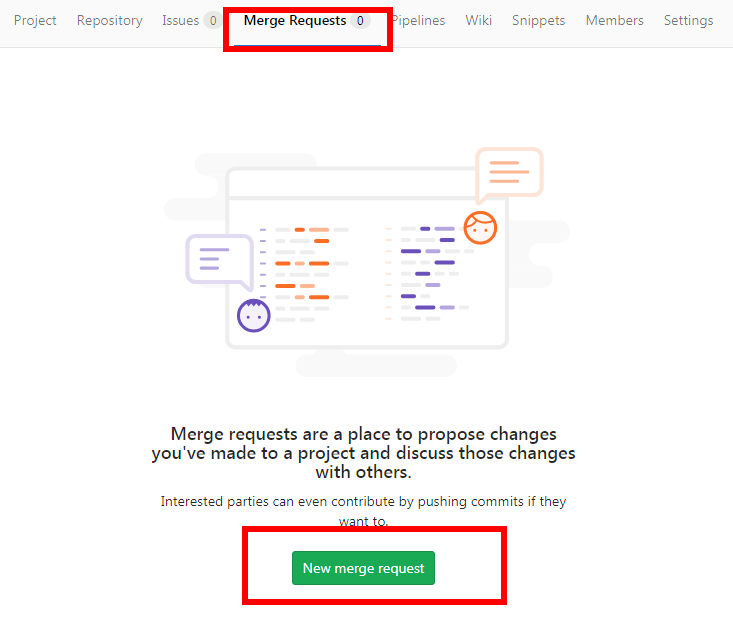 Project Repository Issues 0 Merge Requests 0 Pipelines Wiki Snippets Members Settings
Merge requests are a place to propose changes
you've made to a project and discuss those changes
with others.
Interested parties can even contribute by pushing commits if they
want to.
New merge request